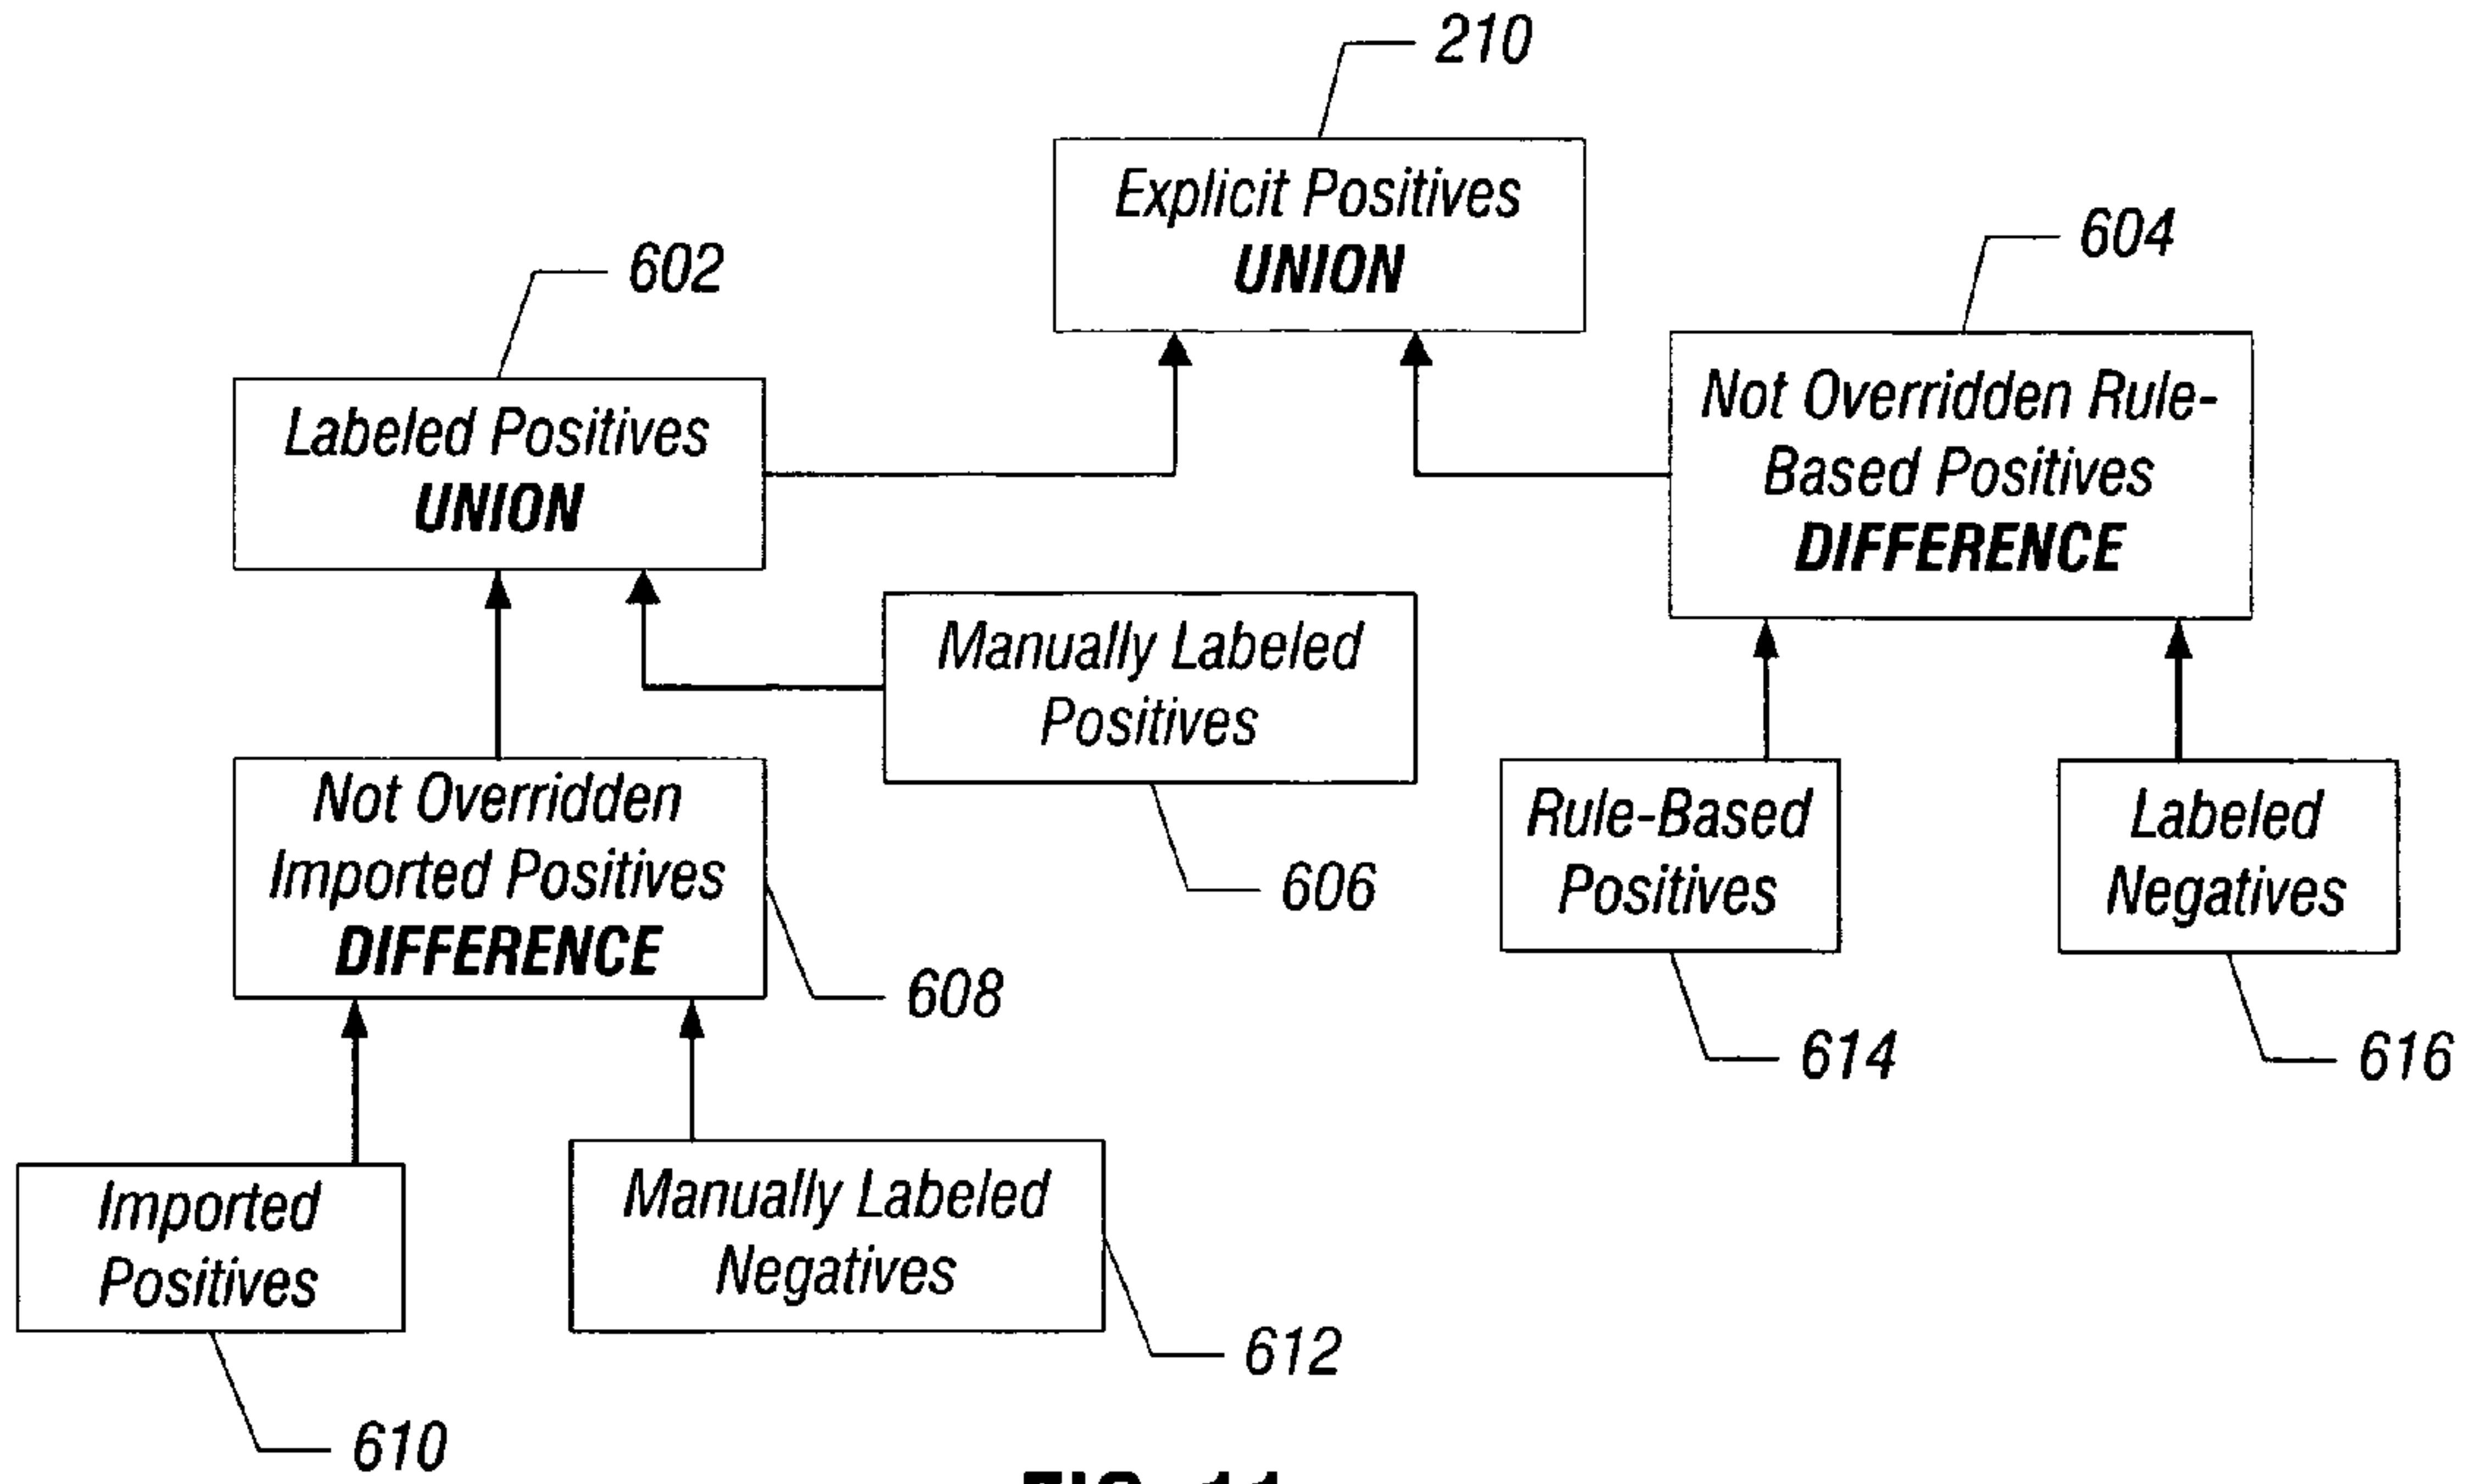 210
Explicit Positives
UNION
604
602
Not Overridden Rule-
Based Positives
DIFFERENCE
Labeled Positives
UNION
Manually Labeled
Positives
606
Not Overridden
Imported Positives
DIFFERENCE
608
Rule-Based
Positives
614
Labeled
Negatives
616
Imported
Positives
610
Manually Labeled
Negatives
612